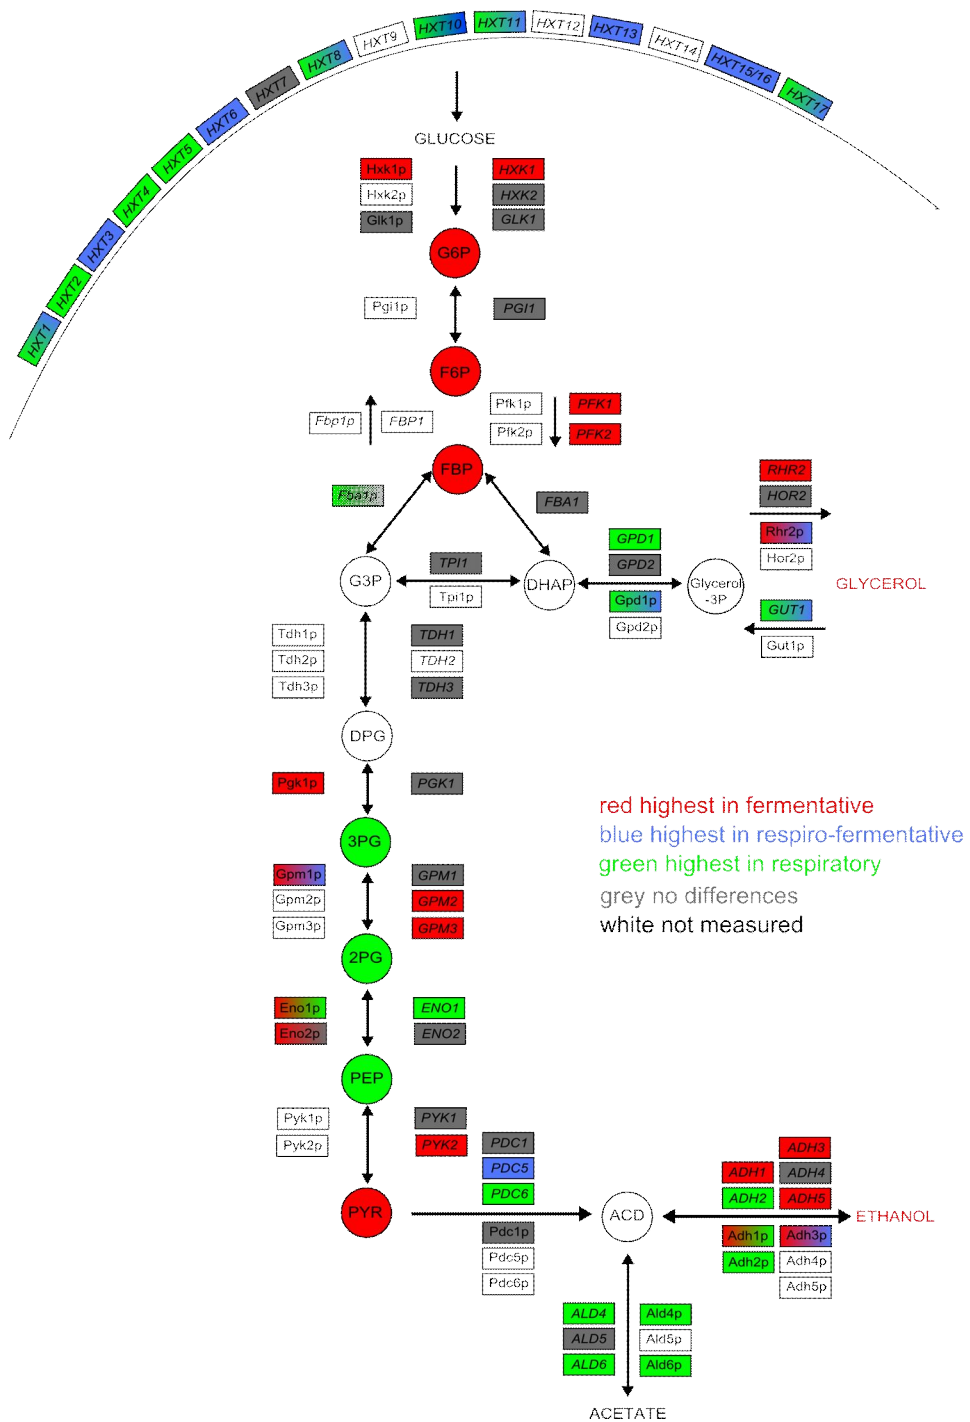 HXT1
HXT2
HXT3
HXT4
HXT5
HXT6
HXT7
HXT8
HXT9
HXT10
HXT11
HXT12
HXT13
HXT14
HXT15/16
HXT17
GLUCOSE
Hxk1p HXK1
Hxk2p HXK2
Glk1p GLK1
G6P
Pgi1p PGI1
F6P
Fbp1p FBP1
Pfk1p PFK1
Pfk2p PFK2
FBP
Fba1p FBA1
RHR2
HOR2
Rhr2p
Hor2p
GPD1
GPD2
Gpd1p
Gpd2p
TPI1
Tpi1p
G3P
DHAP
Glycerol
-3P
GLYCEROL
GUT1
Gut1p
Tdh1p TDH1
Tdh2p TDH2
Tdh3p TDH3
DPG
Pgk1p PGK1
red highest in fermentative
blue highest in respiro-fermentative
green highest in respiratory
grey no differences
white not measured
3PG
Gpm1p GPM1
Gpm2p GPM2
Gpm3p GPM3
2PG
Eno1p ENO1
Eno2p ENO2
PEP
Pyk1p PYK1
Pyk2p PYK2
PDC1
PDC5
PDC6
PYR
Pdc1p
Pdc5p
Pdc6p
ACD
ADH3
ADH1 ADH4
ADH2 ADH5
ETHANOL
Adh1p Adh3p
Adh2p Adh4p
Adh5p
ALD4 Ald4p
ALD5 Ald5p
ALD6 Ald6p
ACETATE